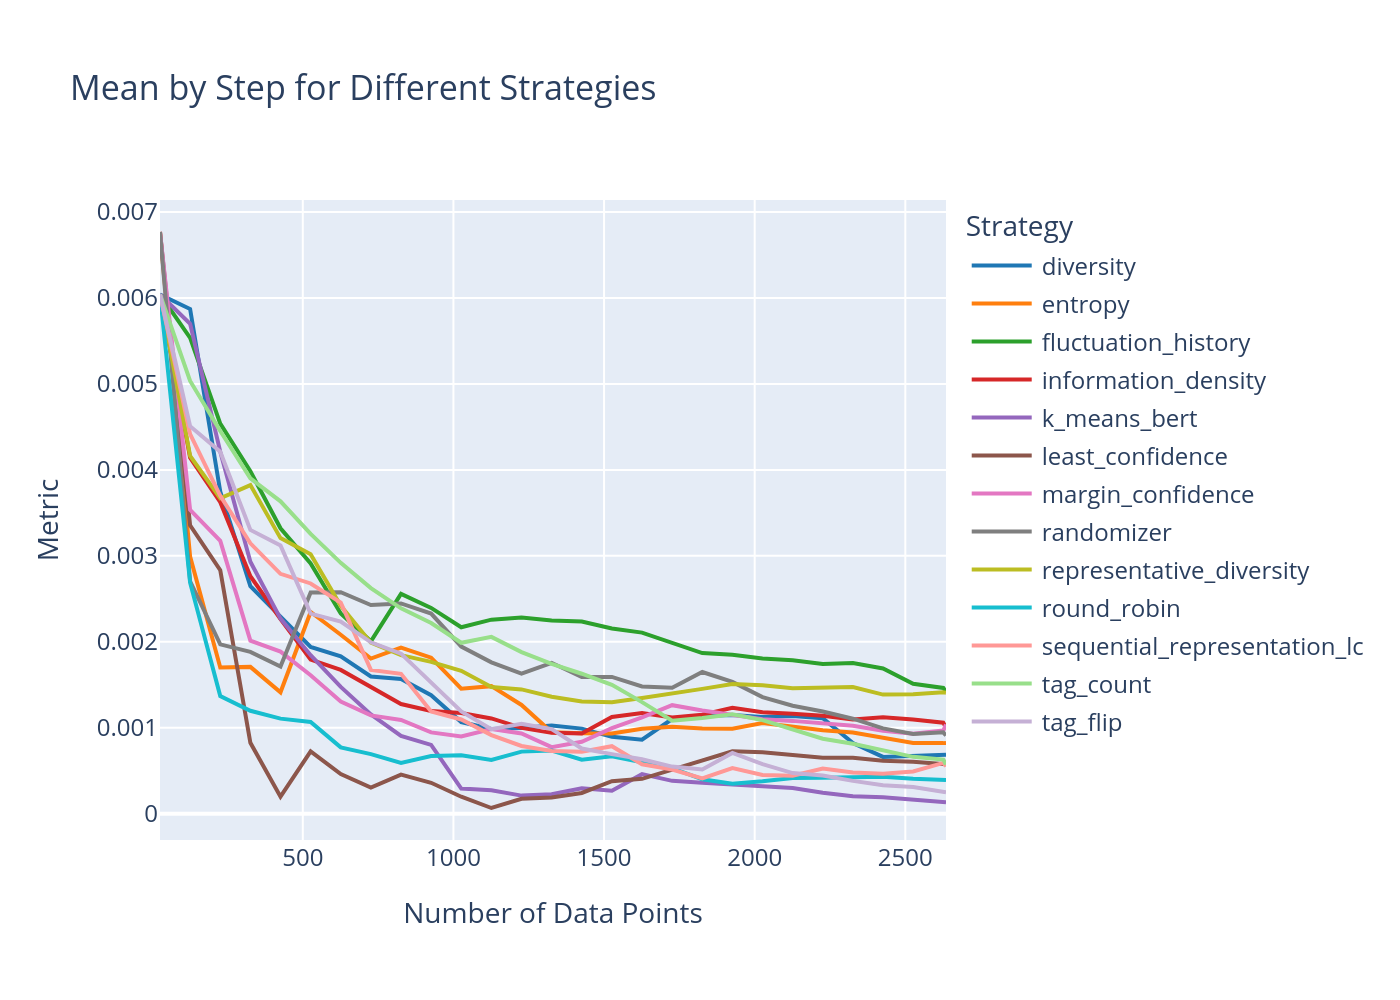 Mean by Step for Different Strategies
0.007
0.006
0.005
0.004
0.003
0.002
0.001
0
Metric
500 1000 1500 2000 2500
Number of Data Points
Strategy
diversity
entropy
fluctuation_history
information_density
k_means_bert
least_confidence
margin_confidence
randomizer
representative_diversity
round_robin
sequential_representation_lc
tag_count
tag_flip